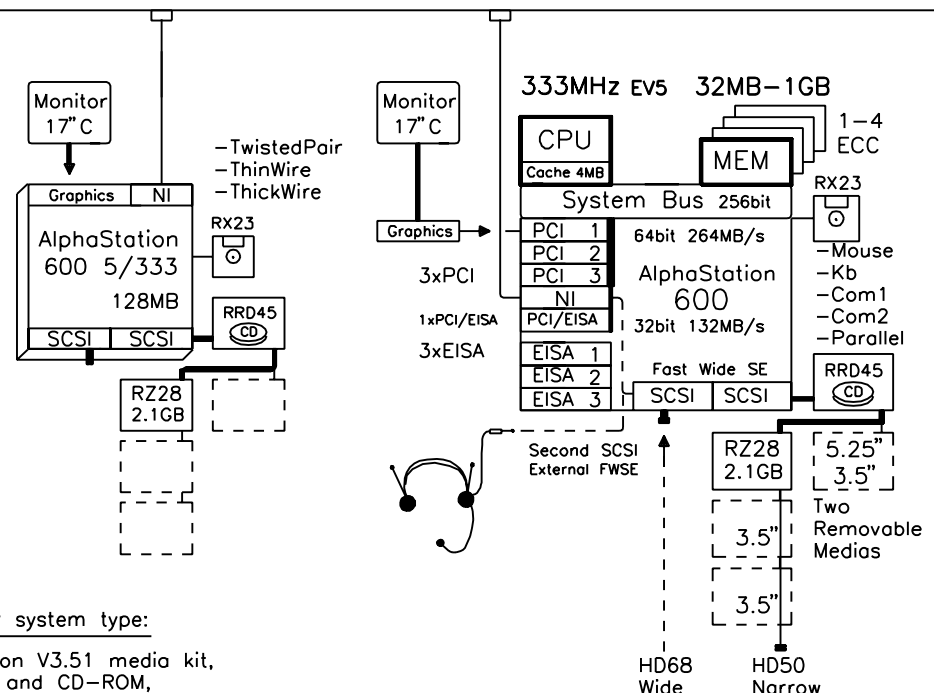 Monitor
17"C
-TwistedPair
-ThinWire
-ThickWire
Graphics NI
RX23
AlphaStation
600 5/333
128MB
RRD45
CD
SCSI SCSI
RZ28
2.1GB
333MHz EV5 32MB-1GB
Monitor
17"C
CPU
Cache 4MB
MEM
1-4
ECC
System Bus 256bit
RX23
Graphics
PCI 1
PCI 2
PCI 3
NI
PCI/EISA
3xPCI
1xPCI/EISA
3xEISA
EISA 1
EISA 2
EISA 3
64bit 264MB/s
AlphaStation
600
32bit 132MB/s
-Mouse
-Kb
-Com1
-Com2
-Parallel
Fast Wide SE
SCSI SCSI
RRD45
CD
Second SCSI
External FWSE
RZ28
2.1GB
5.25"
3.5"
Two
Removable
Medias
3.5"
3.5"
HD68
Wide
HD50
Narrow
system type:
on V3.51 media kit,
and CD-ROM,